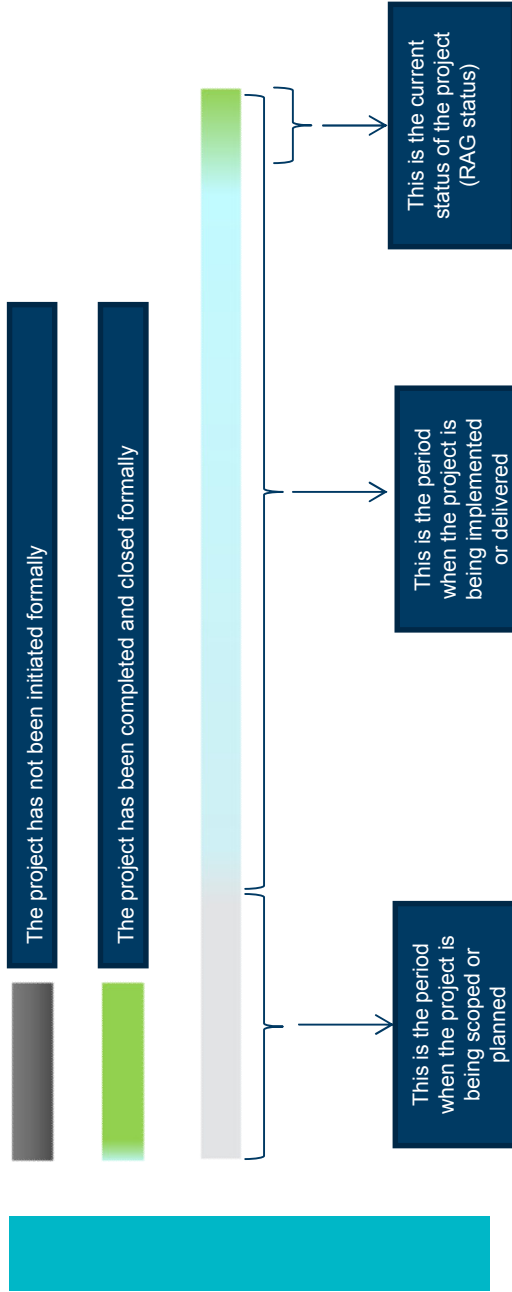 The project has not been initiated formally
The project has been completed and closed formally
This is the period
when the project is
being scoped or
planned
This is the period
when the project is
being implemented
or delivered
This is the current
status of the project
(RAG status)